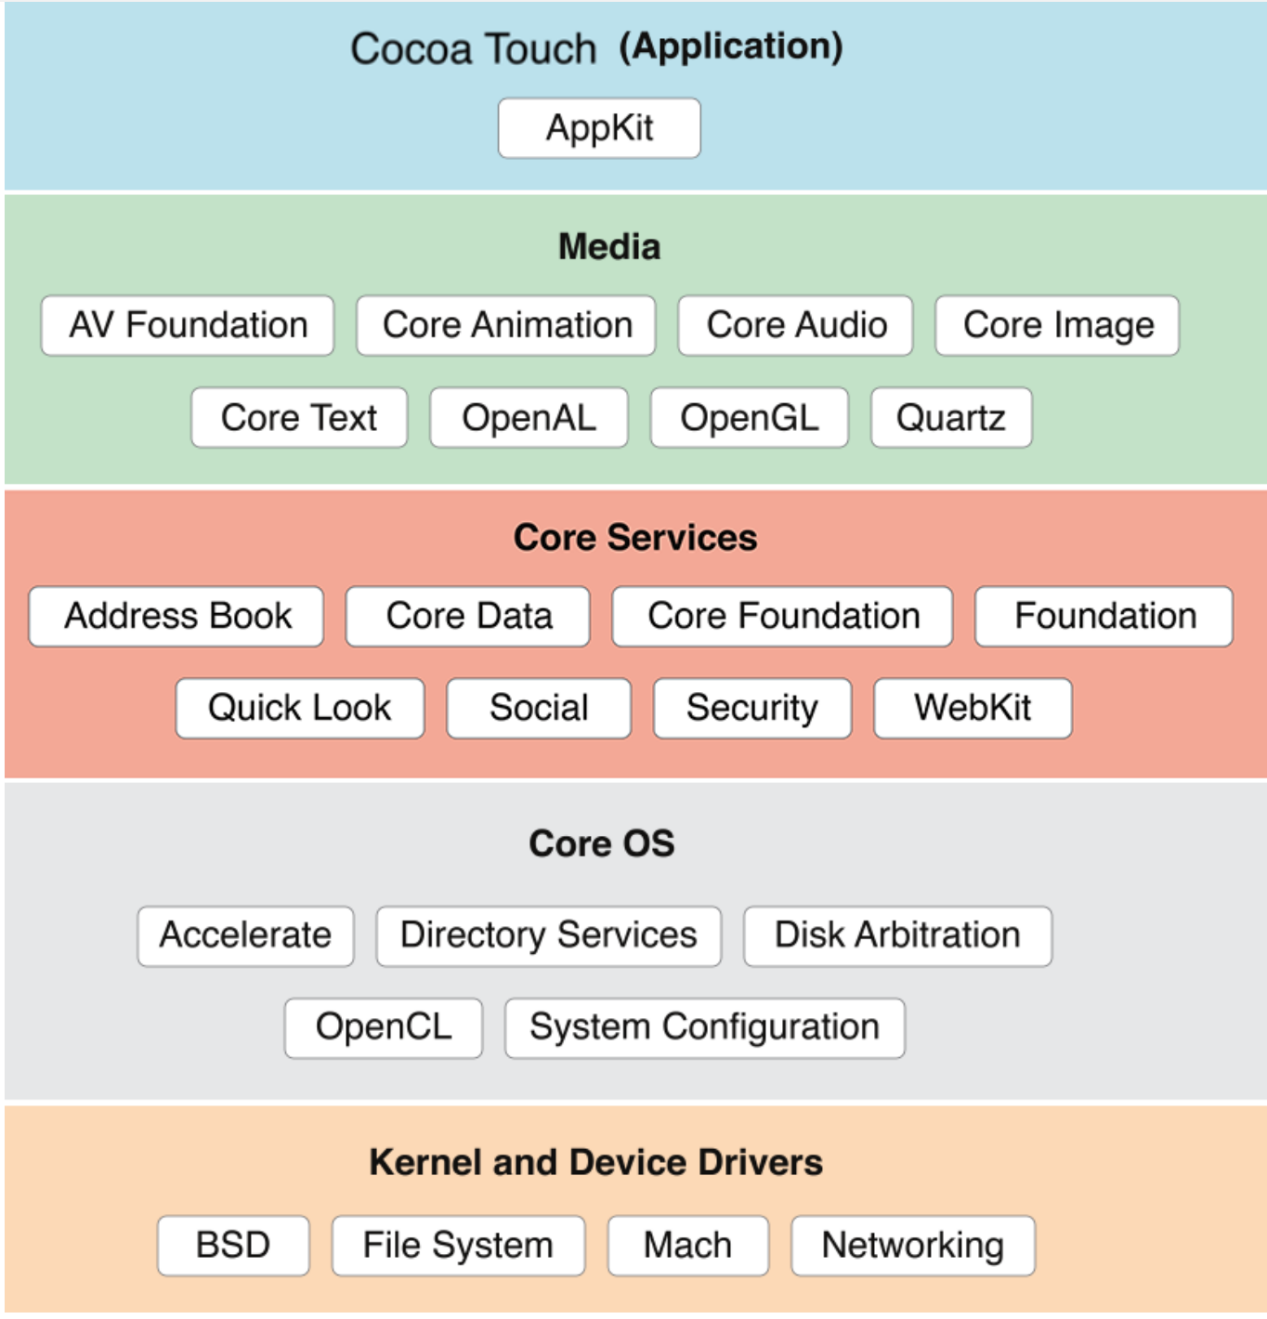 Cocoa Touch (Application)
AppKit
Media
AV Foundation Core Animation Core Audio Core Image
Core Text OpenAL OpenGL Quartz
Core Services
Address Book Core Data Core Foundation Foundation
Quick Look Social Security WebKit
Core OS
Accelerate Directory Services Disk Arbitration
OpenCL System Configuration
Kernel and Device Drivers
BSD File System Mach Networking